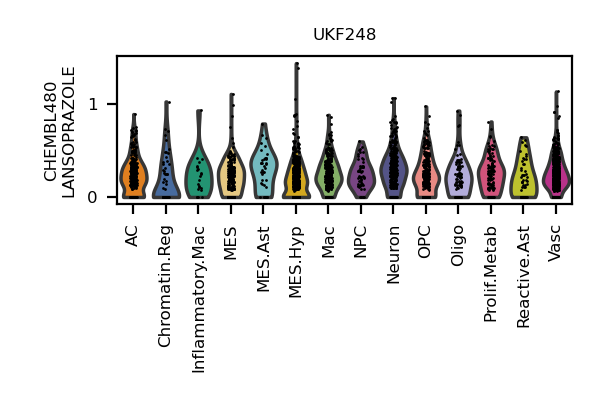 UKF248
CHEMBL480
LANSOPRAZOLE
1
0
AC
Chromatin.Reg
Inflammatory.Mac
MES
MES.Ast
MES.Hyp
Mac
NPC
Neuron
OPC
Oligo
Prolif.Metab
Reactive.Ast
Vasc